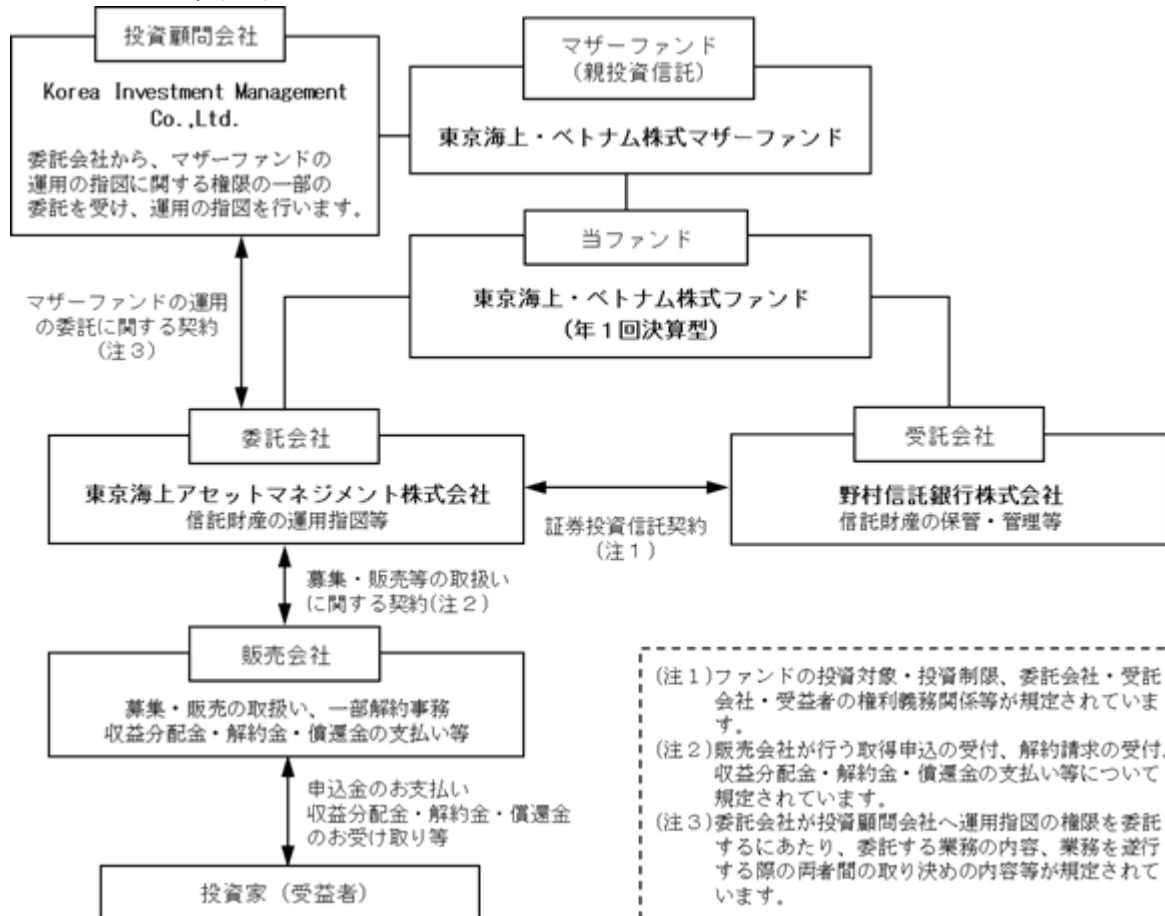 投資顧問会社
Korea Investment Management
Co.,Ltd.
委託会社から、マザーファンドの
運用の指図に関する権限の一部の
委託を受け、運用の指図を行います。
マザーファンド
(親投資信託)
東京海上・ベトナム株式マザーファンド
当ファンド
東京海上・ベトナム株式ファンド
(年1回決算型)
マザーファンドの運用
の委託に関する契約
(注3)
委託会社
東京海上アセットマネジメント株式会社
信託財産の運用指図等
証券投資信託契約
(注1)
受託会社
野村信託銀行株式会社
信託財産の保管・管理等
募集・販売等の取扱い
に関する契約(注2)
販売会社
募集・販売の取扱い、一部解約事務
収益分配金・解約金・償還金の支払い等
申込金のお支払い
収益分配金・解約金・償還金
のお受け取り等
投資家(受益者)
(注1)ファンドの投資対象・投資制限、委託会社・受託
会社・受益者の権利義務関係等が規定されていま
す。
(注2)販売会社が行う取得申込の受付、解約請求の受付、
収益分配金・解約金・償還金の支払い等について
規定されています。
(注3)委託会社が投資顧問会社へ運用指図の権限を委託
するにあたり、委託する業務の内容、業務を遂行
する際の両者間の取り決めの内容等が規定されて
います。